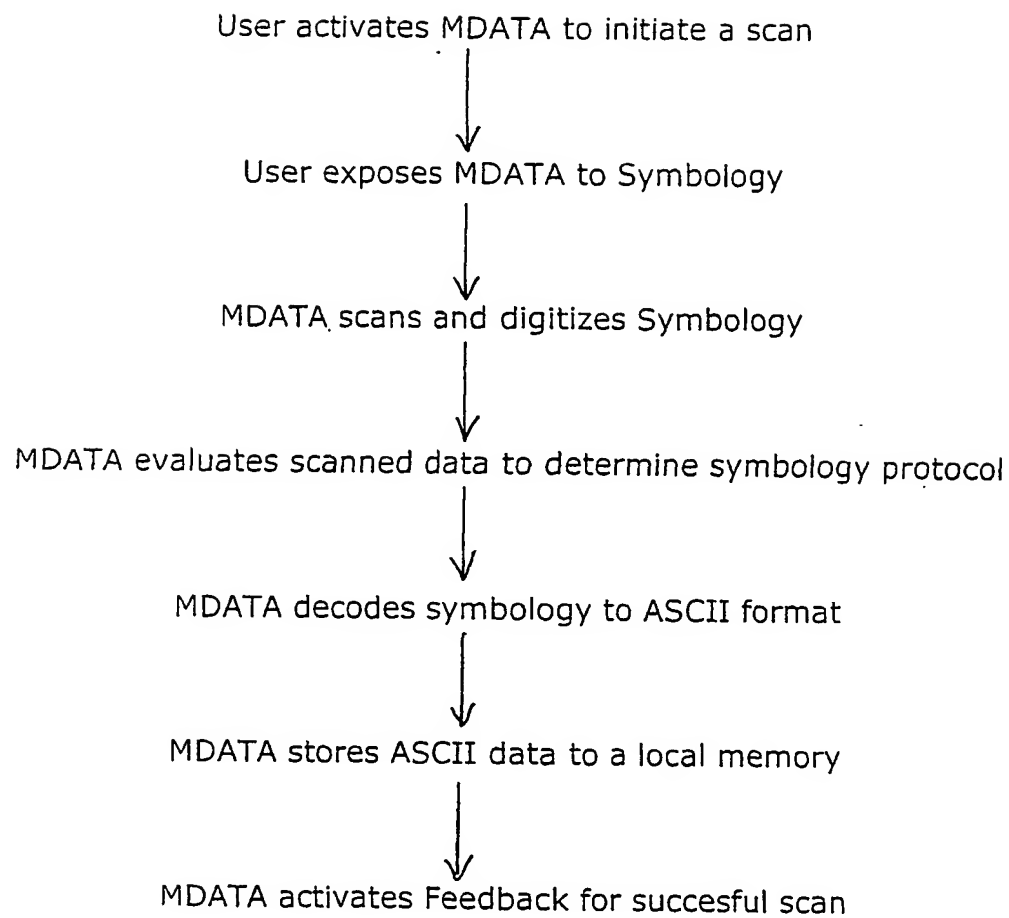 User activates MDATA to initiate a scan
User exposes MDATA to Symbology
MDATA scans and digitizes Symbology
MDATA evaluates scanned data to determine symbology protocol
MDATA decodes symbology to ASCII format
MDATA stores ASCII data to a local memory
MDATA activates Feedback for succesful scan